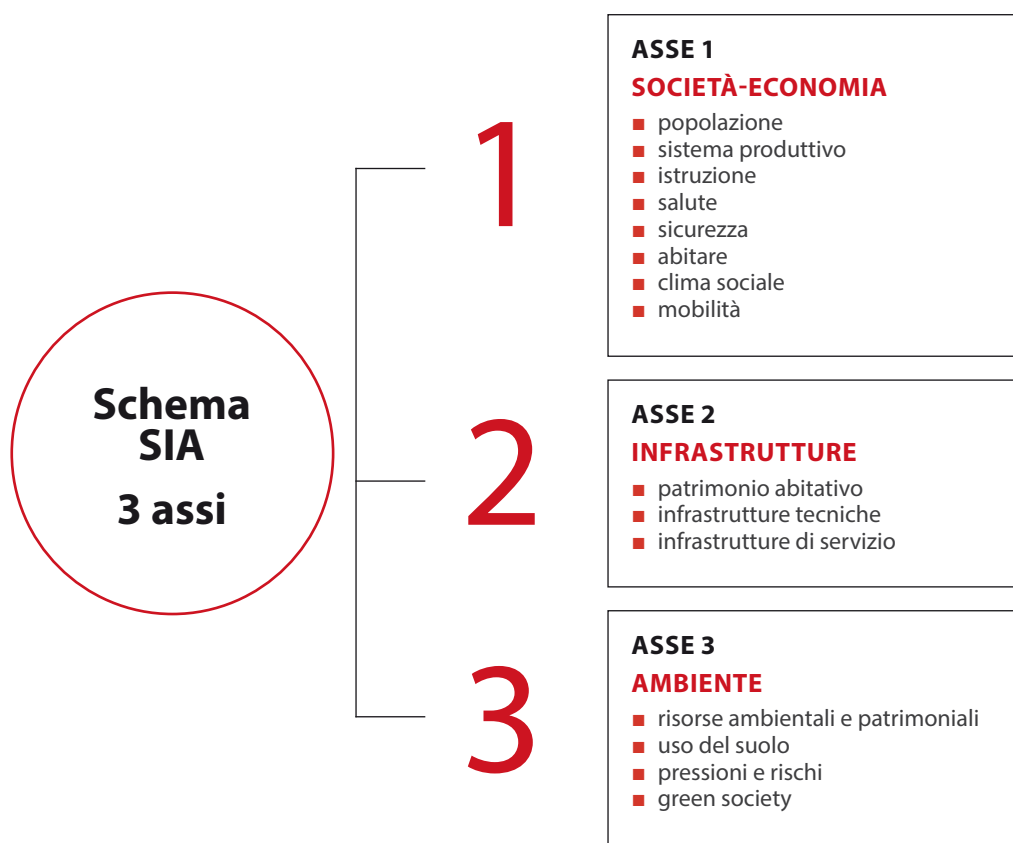 Schema
SIA
3 assi
1
ASSE 1
SOCIETÀ-ECONOMIA
■ popolazione
■ sistema produttivo
■ istruzione
■ salute
■ sicurezza
■ abitare
■ clima sociale
■ mobilità
2
ASSE 2
INFRASTRUTTURE
■ patrimonio abitativo
■ infrastrutture tecniche
■ infrastrutture di servizio
3
ASSE 3
AMBIENTE
■ risorse ambientali e patrimoniali
■ uso del suolo
■ pressioni e rischi
■ green society